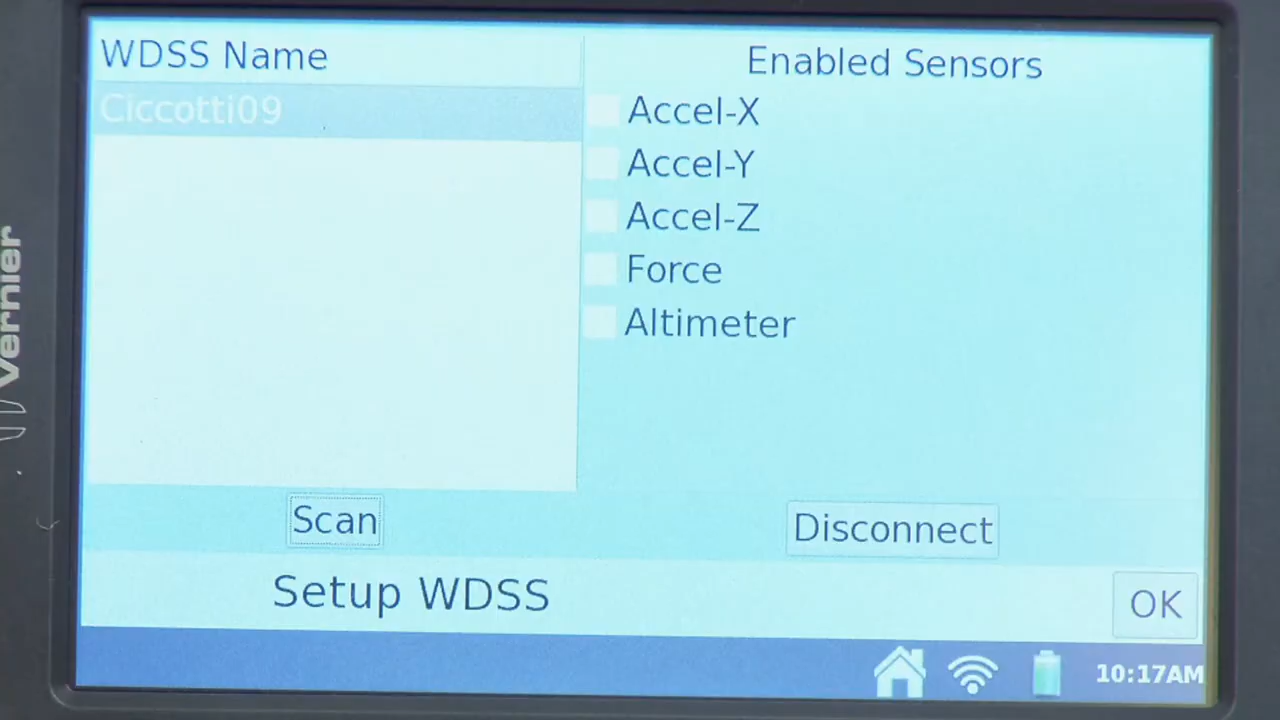 WDSS Name
Ciccotti09
Enabled Sensors
Accel-X
Accel-Y
Accel-Z
Force
Altimeter
Scan
Disconnect
Setup WDSS
OK
10:17AM
Vernier